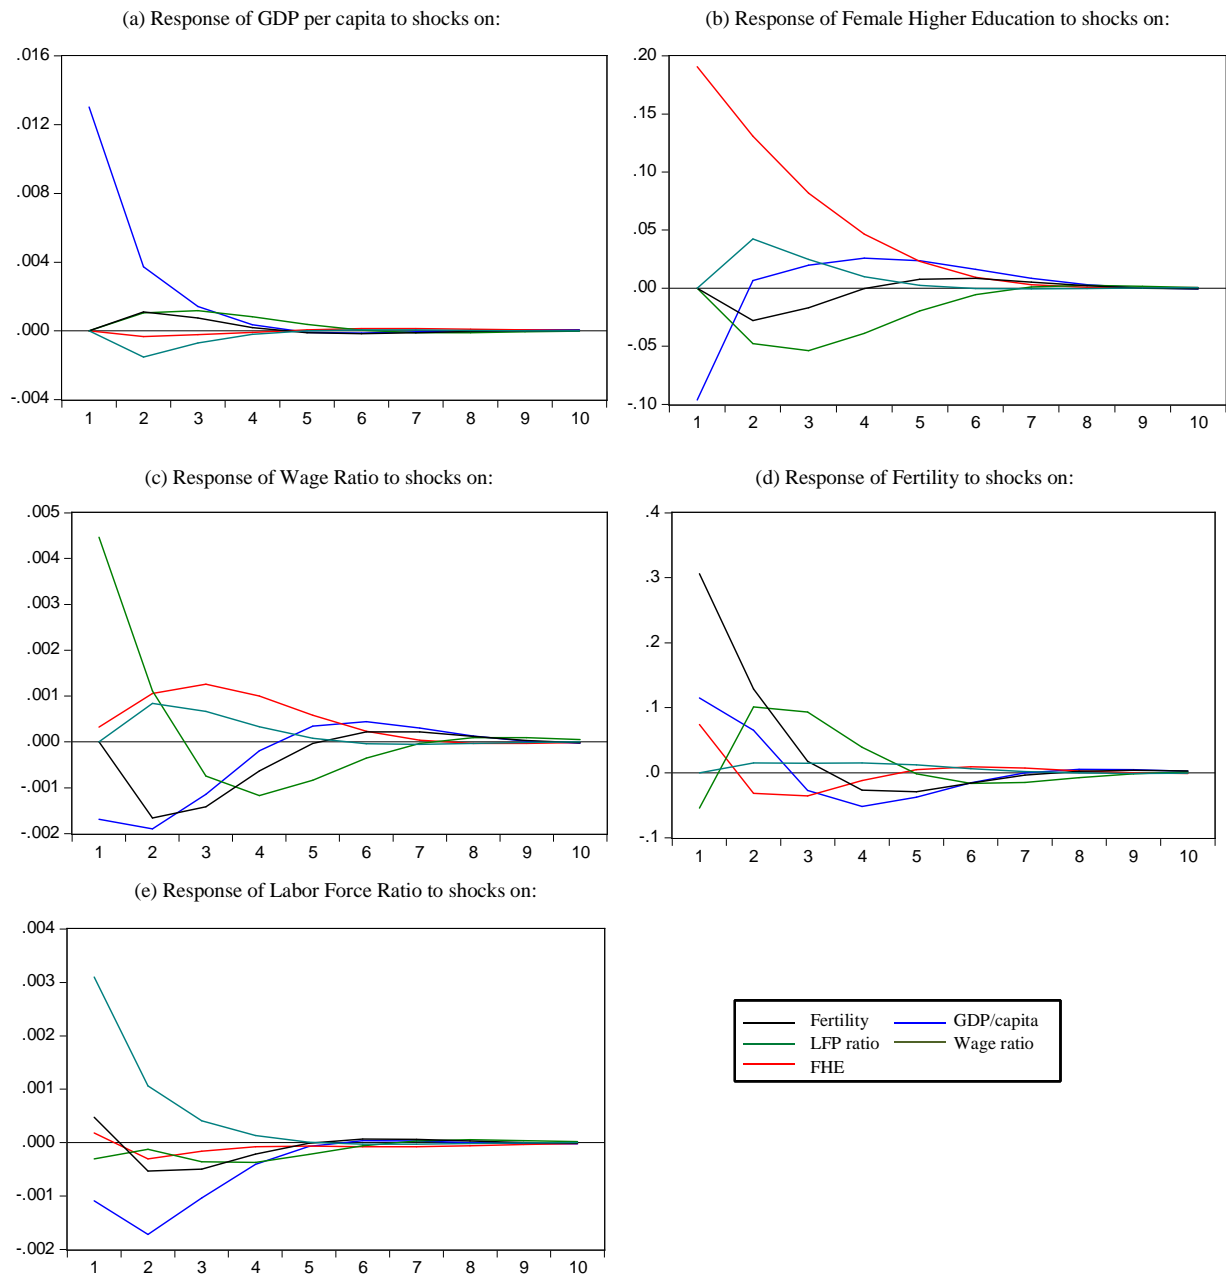 (a) Response of GDP per capita to shocks on:
.016
.012
.008
.004
.000
-.004
1 2 3 4 5 6 7 8 9 10
(b) Response of Female Higher Education to shocks on:
.20
.15
.10
.05
.00
-.05
-.10
1 2 3 4 5 6 7 8 9 10
(c) Response of Wage Ratio to shocks on:
.005
.004
.003
.002
.001
.000
-.001
-.002
1 2 3 4 5 6 7 8 9 10
(d) Response of Fertility to shocks on:
.4
.3
.2
.1
.0
-.1
1 2 3 4 5 6 7 8 9 10
(e) Response of Labor Force Ratio to shocks on:
.004
.003
.002
.001
.000
-.001
-.002
1 2 3 4 5 6 7 8 9 10
Fertility GDP/capita
LFP ratio Wage ratio
FHE